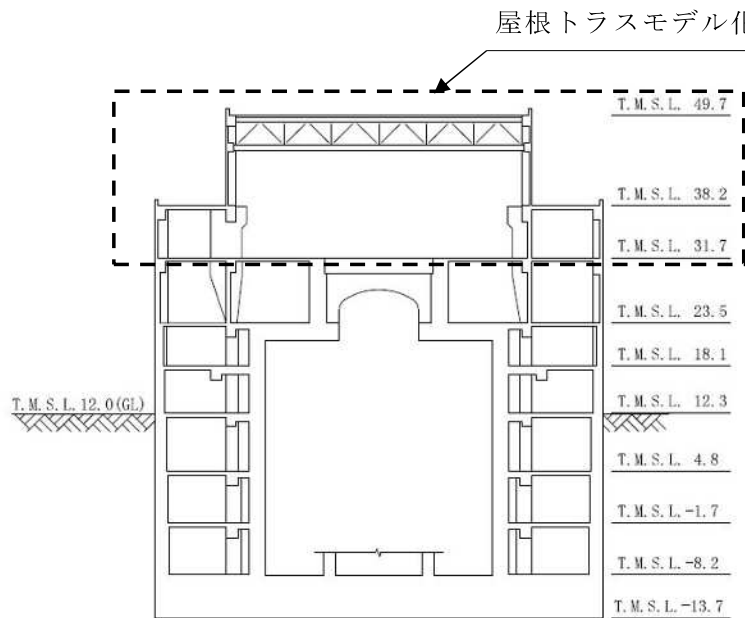 屋根トラスモデル化
T.M.S.L. 49.7
T.M.S.L. 38.2
T.M.S.L. 31.7
T.M.S.L. 23.5
T.M.S.L. 18.1
T.M.S.L.12.0(GL)
T.M.S.L. 12.3
T.M.S.L. 4.8
T.M.S.L.-1.7
T.M.S.L.-8.2
T.M.S.L.-13.7